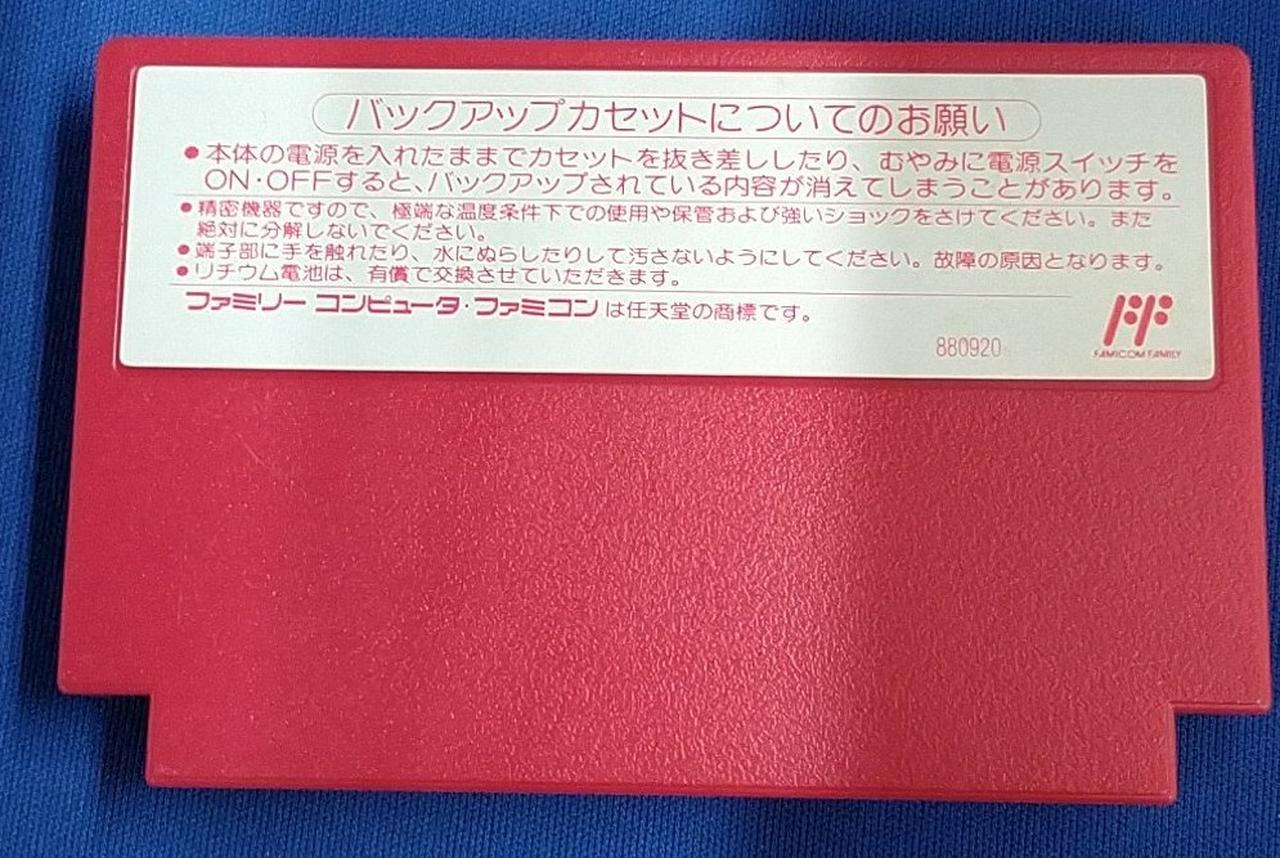 バックアップカセットについてのお願い
●本体の電源を入れたままでカセットを抜き差ししたり、むやみに電源スイッチを
ON・OFFすると、バックアップされている内容が消えてしまうことがあります。
●精密機器ですので、極端な温度条件下での使用や保管および強いショックをさけてください。また
絶対に分解しないでください。
●端子部に手を触れたり、水にぬらしたりして汚さないようにしてください。故障の原因となります。
●リチウム電池は、有償で交換させていただきます。
ファミリー コンピュータ・ファミコン は任天堂の商標です。
880920
FAMICOM FAMILY